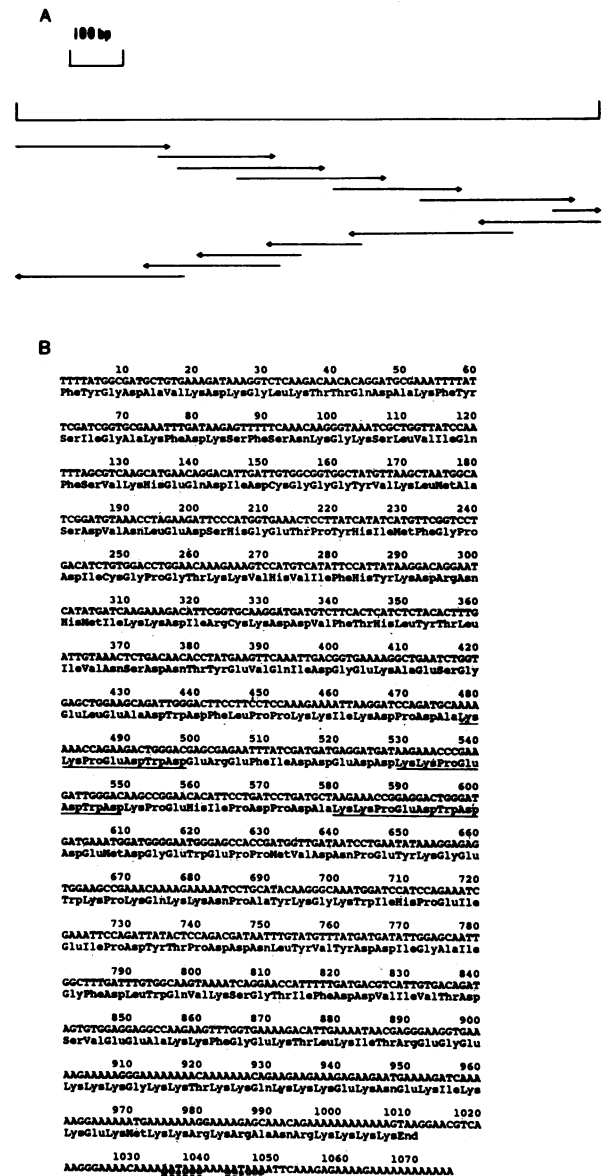 A
100 bp
B
10 20 30 40 50 60
TTTTATGGCGATGCTGTGAAAGATAAAGGTCTCAAGACAACACAGGATGCGAAATTTTAT
PheTyrGlyAspAlaValLysAspLysGlyLeuLysThrThrGlnAspAlaLysPheTyr
70 80 90 100 110 120
TCGATCGGTGCGAAATTTGATAAGAGTTTTTCAAACAAGGGTAAATCGCTGGTTATCCAA
SerIleGlyAlaLysPheAspLysSerPheSerAsnLysGlyLysSerLeuValIleGln
130 140 150 160 170 180
TTTAGCGTCAAGCATGAACAGGACATTGATTGTGGCGGTGGCTATGTTAAGCTAATGGCA
PheSerValLysHisGluGlnAspIleAspCysGlyGlyGlyTyrValLysLeuMetAla
190 200 210 220 230 240
TCGGATGTAAACCTAGAAGATTCCCATGGTGAAACTCCTTATCATATCATGTTCGGTCCT
SerAspValAsnLeuGluAspSerHisGlyGluThrProTyrHisIleMetPheGlyPro
250 260 270 280 290 300
GACATCTGTGGACCTGGAACAAAGAAAGTCCATGTCATATTCCATTATAAGGACAGGAAT
AspIleCysGlyProGlyThrLysLysValHisValIlePheHisTyrLysAspArgAsn
310 320 330 340 350 360
CATATGATCAAGAAAGACATTCGGTGCAAGGATGATGTCTTCACTCATCTCTACACTTTG
HisMetIleLysLysAspIleArgCysLysAspAspValPheThrHisLeuTyrThrLeu
370 380 390 400 410 420
ATTGTAAACTCTGACAACACCTATGAAGTTCAAATTGACGGTGAAAAGGCTGAATCTGGT
IleValAsnSerAspAsnThrTyrGluValGlnIleAspGlyGluLysAlaGluSerGly
430 440 450 460 470 480
GAGCTGGAAGCAGATTGGGACTTCCTTCCTCCAAAGAAAATTAAGGATCCAGATGCAAAA
GluLeuGluAlaAspTrpAspPheLeuProProLysLysIleLysAspProAspAlaLys
490 500 510 520 530 540
AAACCAGAAGACTGGGACGAGCGAGAATTTATCGATGATGAGGATGATAAGAAACCCGAA
LysProGluAspTrpAspGluArgGluPheIleAspAspGluAspAspLysLysProGlu
550 560 570 580 590 600
GATTGGGACAAGCCGGAACACATTCCTGATCCTGATGCTAAGAAACCGGAGGACTGGGAT
AspTrpAspLysProGluHisIleProAspProAspAlaLysLysProGluAspTrpAsp
610 620 630 640 650 660
GATGAAATGGATGGGGAATGGGAGCCACCGATGGTTGATAATCCTGAATATAAAGGAGAG
AspGluMetAspGlyGluTrpGluProProMetValAspAsnProGluTyrLysGlyGlu
670 680 690 700 710 720
TGGAAGCCGAAACAAAAGAAAAATCCTGCATACAAGGGCAAATGGATCCATCCAGAAATC
TrpLysProLysGlnLysLysAsnProAlaTyrLysGlyLysTrpIleHisProGluIle
730 740 750 760 770 780
GAAATTCCAGATTATACTCCAGACGATAATTTGTATGTTTATGATGATATTGGAGCAATT
GluIleProAspTyrThrProAspAspAsnLeuTyrValTyrAspAspIleGlyAlaIle
790 800 810 820 830 840
GGCTTTGATTTGTGGCAAGTAAAATCAGGAACCATTTTTGATGACGTCATTGTGACAGAT
GlyPheAspLeuTrpGlnValLysSerGlyThrIlePheAspAspValIleValThrAsp
850 860 870 880 890 900
AGTGTGGAGGAGGCCAAGAAGTTTGGTGAAAAGACATTGAAAATAACGAGGGAAGGTGAA
SerValGluGluAlaLysLysPheGlyGluLysThrLeuLysIleThrArgGluGlyGlu
910 920 930 940 950 960
AAGAAAAAGGGAAAAAAAACAAAAAAACAGAAGAAGAAAGAGAAGAATGAAAAGATCAAA
LysLysLysGlyLysLysThrLysLysGlnLysLysLysGluLysAsnGluLysIleLys
970 980 990 1000 1010 1020
AAGGAAAAAATGAAAAAAAGGAAAAGAGCAAACAGAAAAAAAAAAAAGTAAGGAACGTCA
LysGluLysMetLysLysArgLysArgAlaAsnArgLysLysLysLysEnd
1030 1040 1050 1060 1070